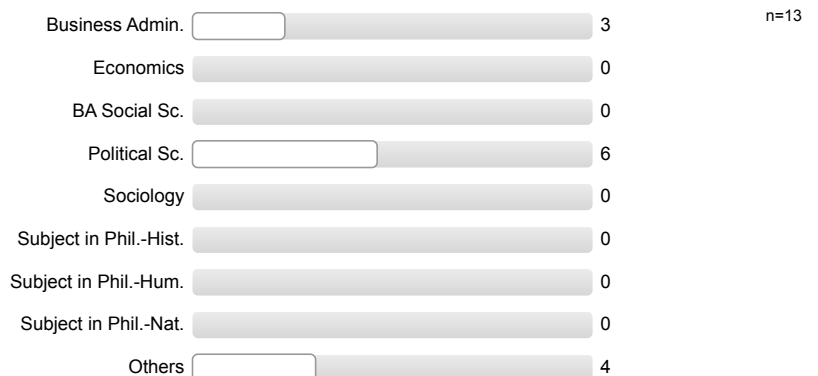 Business Admin. 3 n=13
Economics 0
BA Social Sc. 0
Political Sc. 6
Sociology 0
Subject in Phil.-Hist. 0
Subject in Phil.-Hum. 0
Subject in Phil.-Nat. 0
Others 4